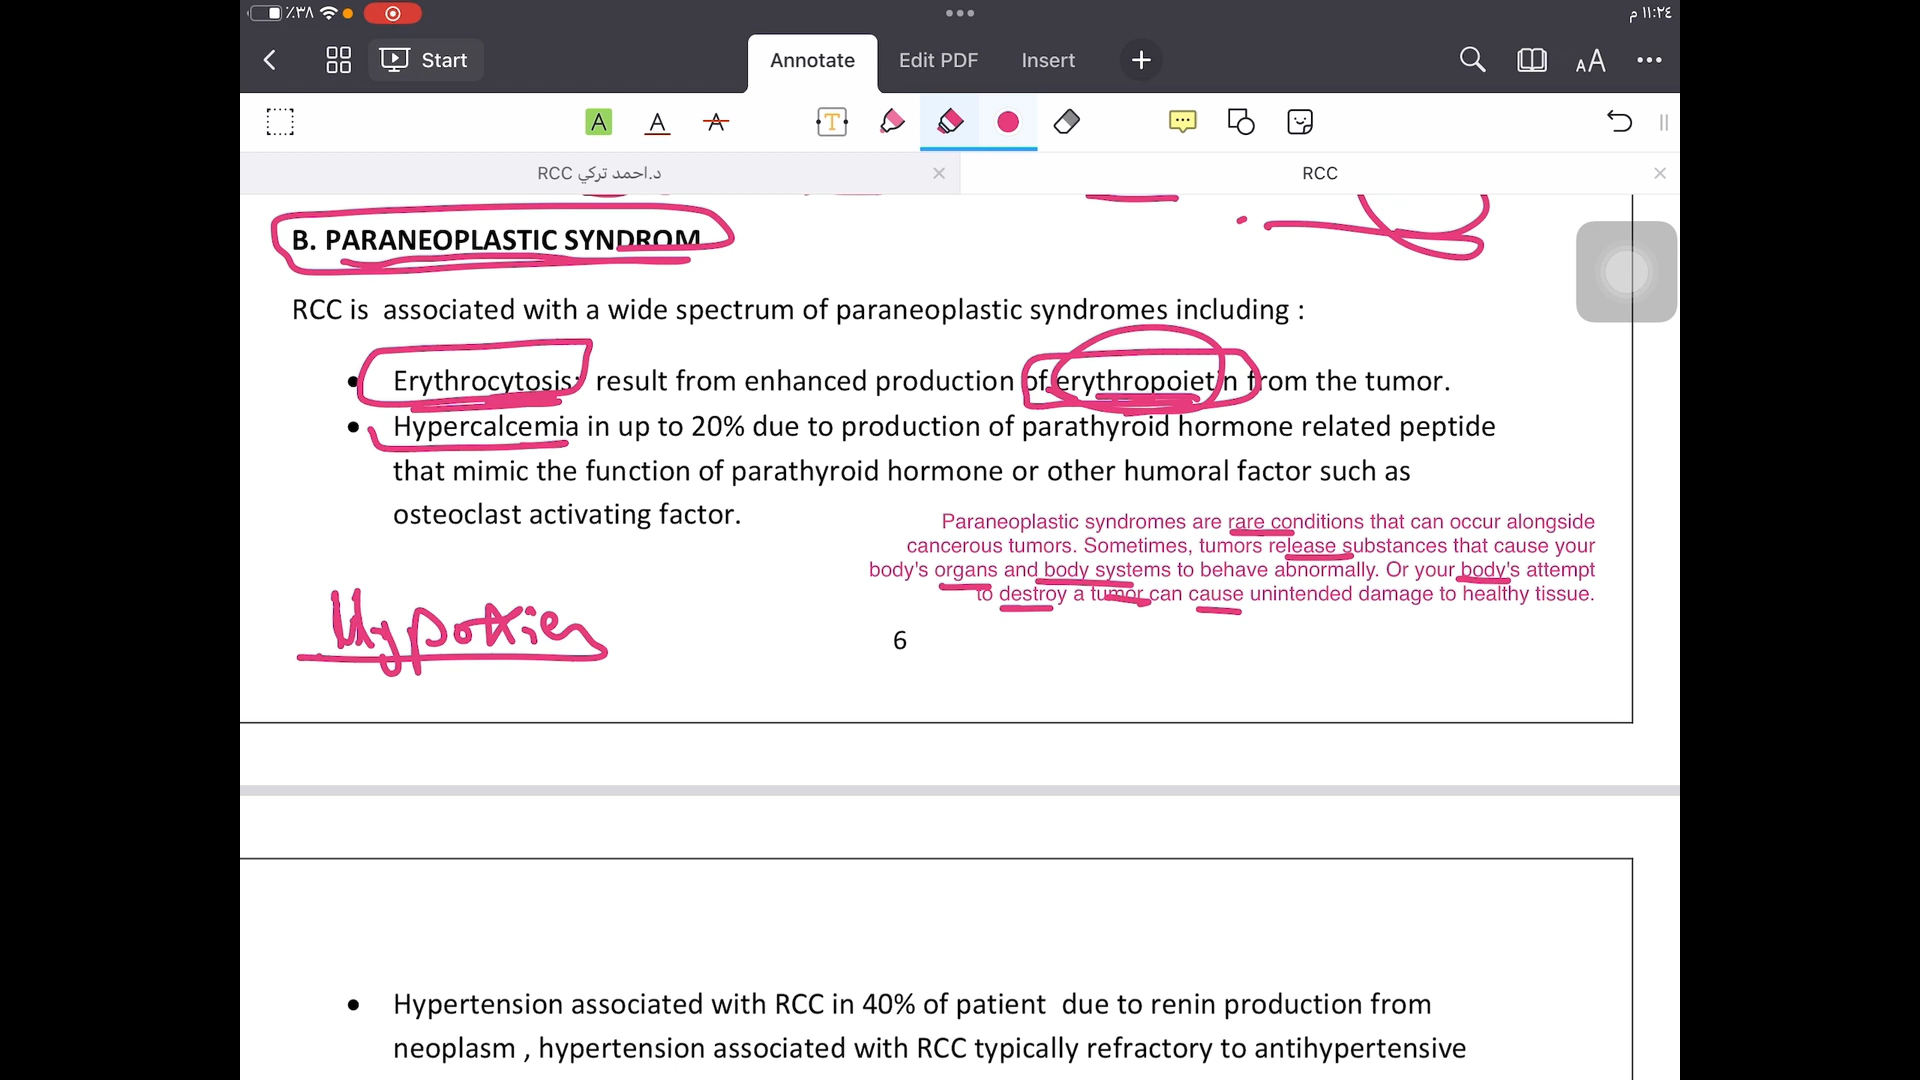 ٪٣٨
١١:٢٤ م
Start
Annotate
Edit PDF
Insert
AA
A
A
A
T
RCC د.احمد تركي
RCC
B. PARANEOPLASTIC SYNDROM
RCC is associated with a wide spectrum of paraneoplastic syndromes including :
• Erythrocytosis: result from enhanced production of erythropoietin from the tumor.
• Hypercalcemia in up to 20% due to production of parathyroid hormone related peptide
that mimic the function of parathyroid hormone or other humoral factor such as
osteoclast activating factor.
Paraneoplastic syndromes are rare conditions that can occur alongside
cancerous tumors. Sometimes, tumors release substances that cause your
body's organs and body systems to behave abnormally. Or your body's attempt
to destroy a tumor can cause unintended damage to healthy tissue.
6
• Hypertension associated with RCC in 40% of patient due to renin production from
neoplasm , hypertension associated with RCC typically refractory to antihypertensive